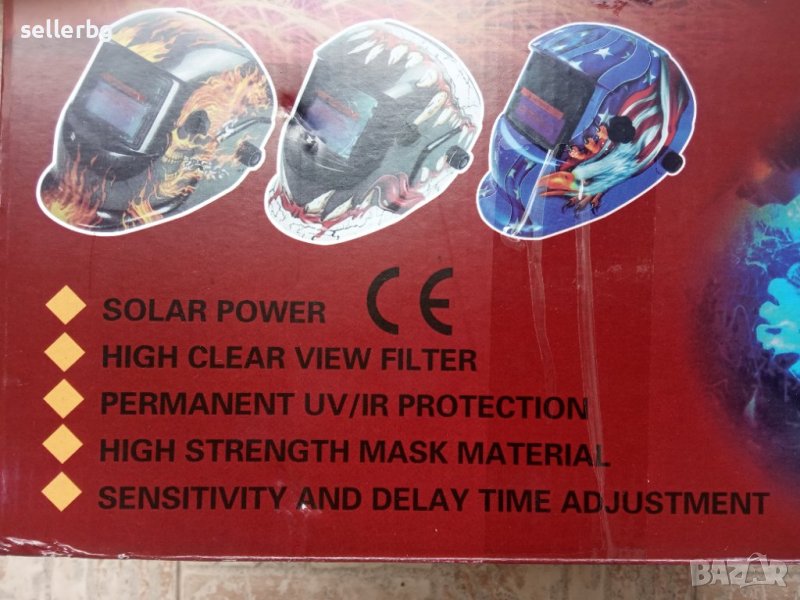 sellerbg
SOLAR POWER CE
HIGH CLEAR VIEW FILTER
PERMANENT UV/IR PROTECTION
HIGH STRENGTH MASK MATERIAL
SENSITIVITY AND DELAY TIME ADJUSTMENT
BAZAR